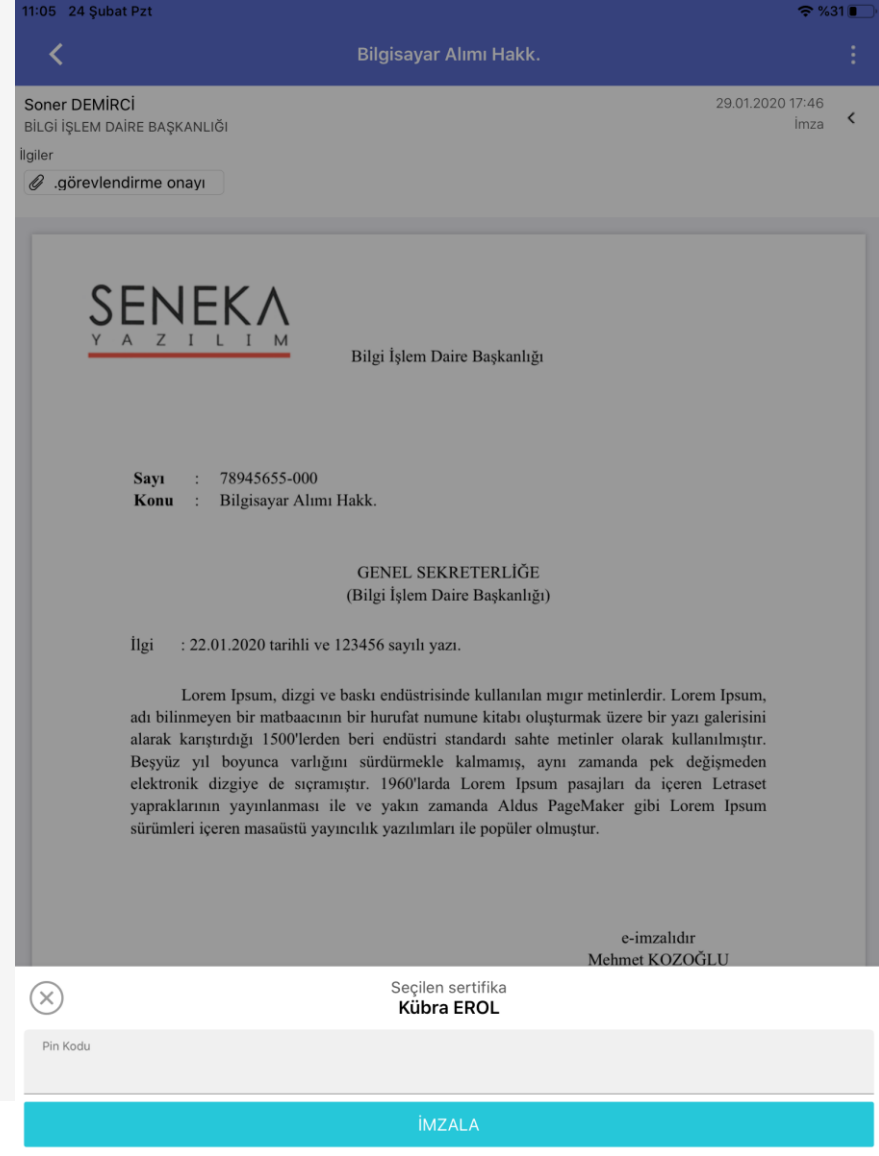 11:05 24 Şubat Pzt %31
Bilgisayar Alımı Hakk.
Soner DEMİRCİ 29.01.2020 17:46
BİLGİ İŞLEM DAİRE BAŞKANLIĞI İmza
İlgiler
.görevlendirme onayı
SENEKA
YAZILIM
Bilgi İşlem Daire Başkanlığı
Sayı : 78945655-000
Konu : Bilgisayar Alımı Hakk.
GENEL SEKRETERLİĞE
(Bilgi İşlem Daire Başkanlığı)
İlgi : 22.01.2020 tarihli ve 123456 sayılı yazı.
Lorem Ipsum, dizgi ve baskı endüstrisinde kullanılan mıgır metinlerdir. Lorem Ipsum,
adı bilinmeyen bir matbaacının bir hurufat numune kitabı oluşturmak üzere bir yazı galerisini
alarak karıştırdığı 1500'lerden beri endüstri standardı sahte metinler olarak kullanılmıştır.
Beşyüz yıl boyunca varlığını sürdürmekle kalmamış, aynı zamanda pek değişmeden
elektronik dizgiye de sıçramıştır. 1960'larda Lorem Ipsum pasajları da içeren Letraset
yapraklarının yayınlanması ile ve yakın zamanda Aldus PageMaker gibi Lorem Ipsum
sürümleri içeren masaüstü yayıncılık yazılımları ile popüler olmuştur.
e-imzalıdır
Mehmet KOZOĞLU
Seçilen sertifika
Kübra EROL
Pin Kodu
İMZALA